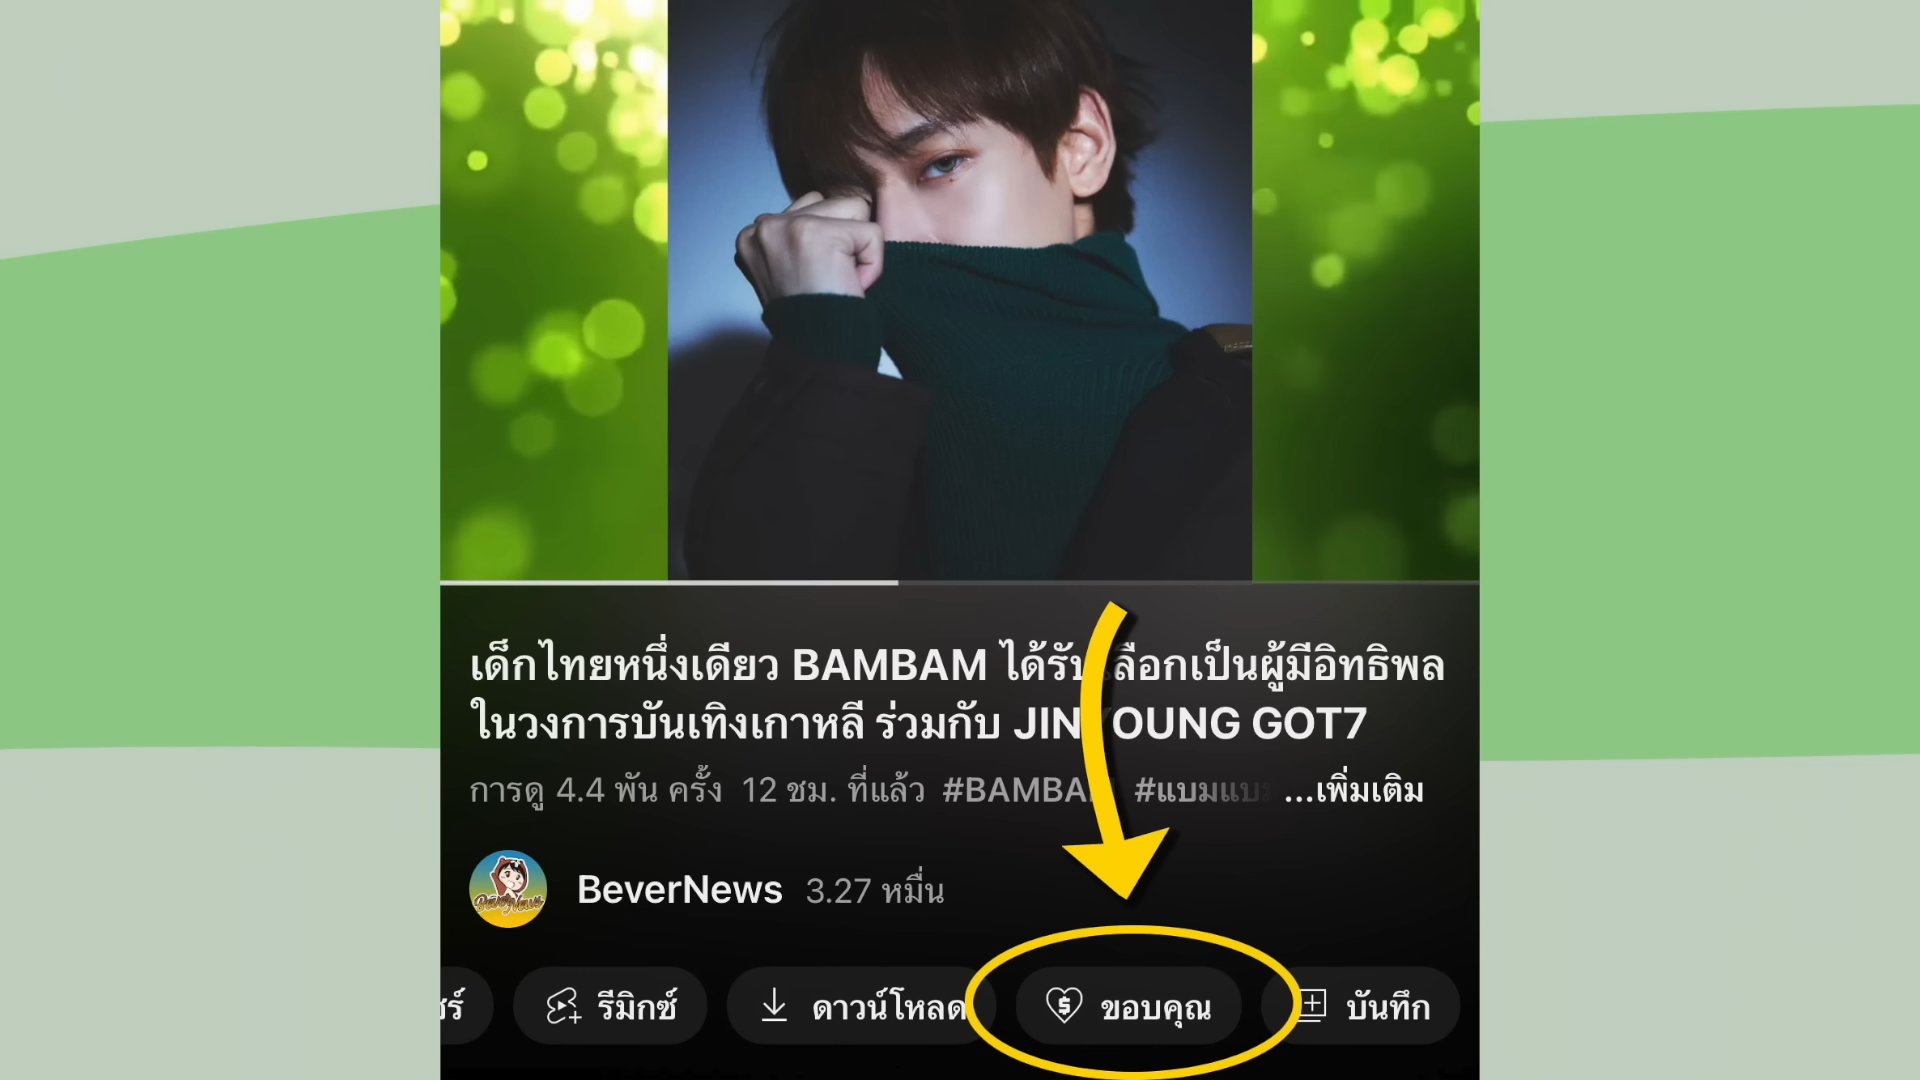 เด็กไทยหนึ่งเดียว BAMBAM ได้รับเลือกเป็นผู้มีอิทธิพล
ในวงการบันเทิงเกาหลี ร่วมกับ JINYOUNG GOT7
การดู 4.4 พัน ครั้ง 12 ชม. ที่แล้ว #BAMBAM #แบมแบม ...เพิ่มเติม
BeverNews 3.27 หมื่น
รีมิกซ์ ดาวน์โหลด ขอบคุณ บันทึก